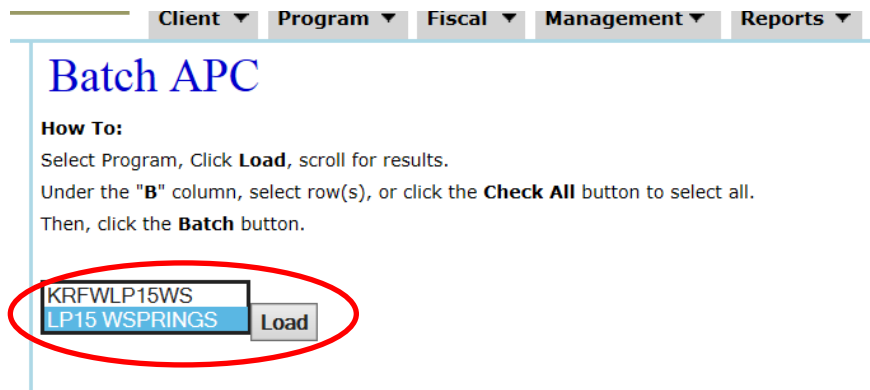 Client ▼ Program ▼ Fiscal ▼ Management ▼ Reports ▼
Batch APC
How To:
Select Program, Click Load, scroll for results.
Under the "B" column, select row(s), or click the Check All button to select all.
Then, click the Batch button.
KRFWLP15WS
LP15 WSPRINGS
Load